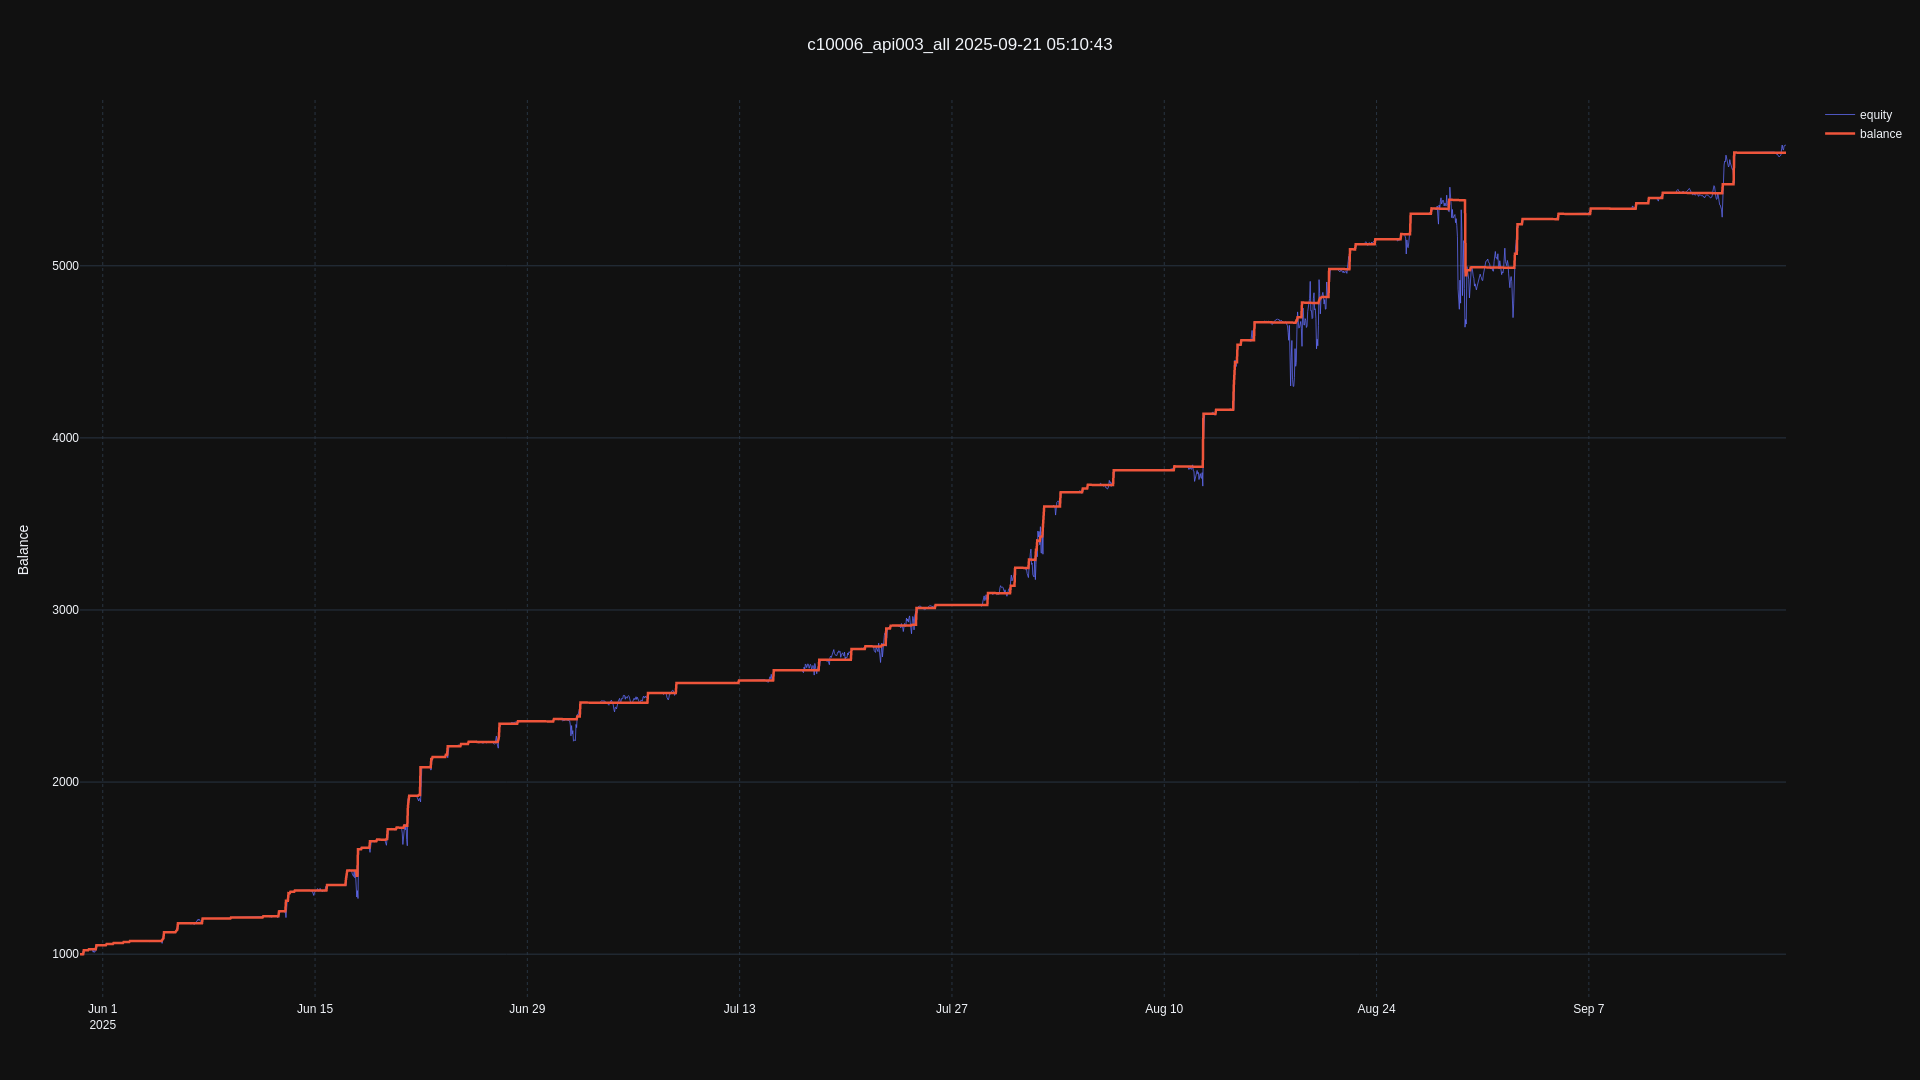 c10006_api003_all 2025-09-21 05:10:43
equity
balance
5000
4000
Balance
3000
2000
1000
Jun 1
2025
Jun 15
Jun 29
Jul 13
Jul 27
Aug 10
Aug 24
Sep 7